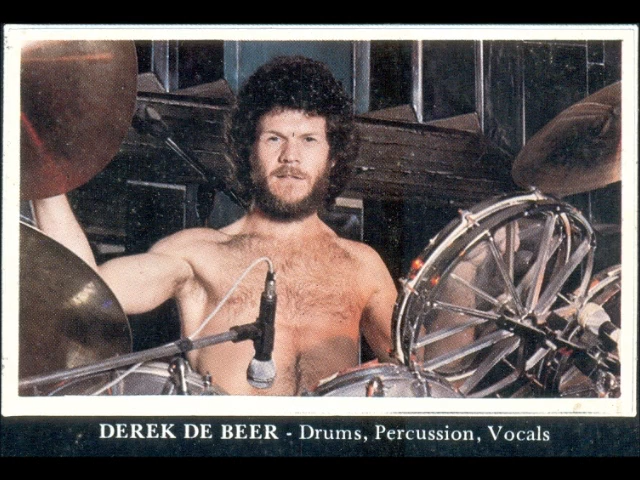 DEREK DE BEER - Drums, Percussion, Vocals